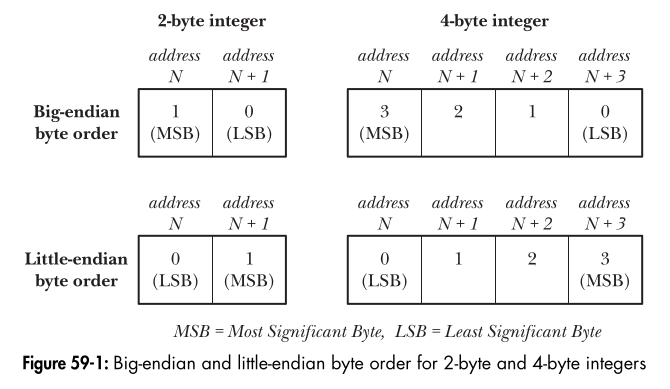 2-byte integer 4-byte integer
address address address address address address
N N + 1 N N + 1 N + 2 N + 3
Big-endian 1 0 3 2 1 0
byte order (MSB) (LSB) (MSB) (LSB)
address address address address address address
N N + 1 N N + 1 N + 2 N + 3
Little-endian 0 1 0 1 2 3
byte order (LSB) (MSB) (LSB) (MSB)
MSB = Most Significant Byte, LSB = Least Significant Byte
Figure 59-1: Big-endian and little-endian byte order for 2-byte and 4-byte integers